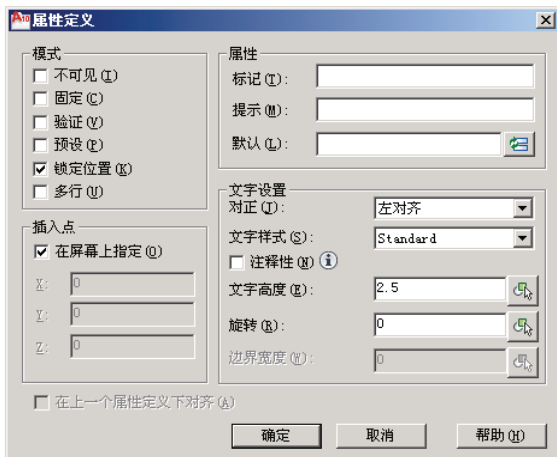 属性定义
模式
不可见(I)
固定(C)
验证(V)
预设(P)
锁定位置(K)
多行(U)
插入点
在屏幕上指定(O)
X: 0
Y: 0
Z: 0
属性
标记(T):
提示(M):
默认(L):
文字设置
对正(J): 左对齐
文字样式(S): Standard
注释性(N)
文字高度(E): 2.5
旋转(R): 0
边界宽度(W): 0
在上一个属性定义下对齐(A)
确定 取消 帮助(H)